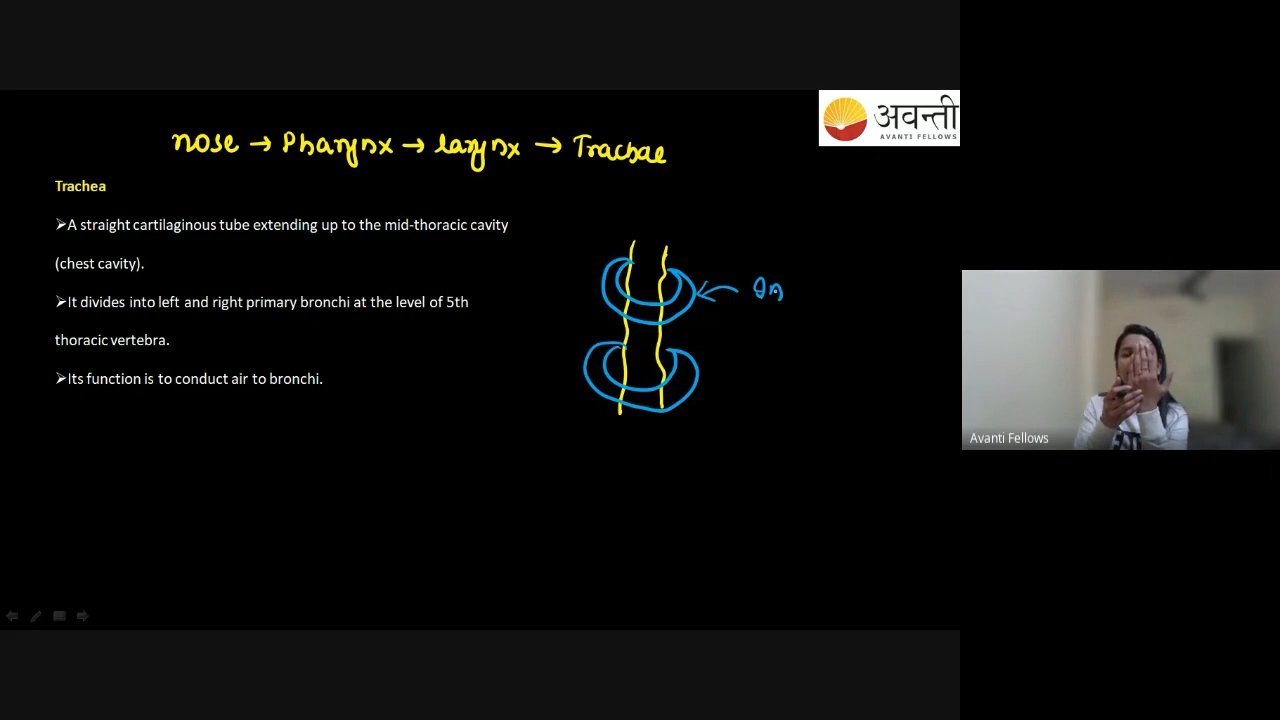 अवन्ती
AVANTI FELLOWS
nose → Pharynx → larynx → Trachae
Trachea
➢A straight cartilaginous tube extending up to the mid-thoracic cavity
(chest cavity).
➢It divides into left and right primary bronchi at the level of 5th
thoracic vertebra.
➢Its function is to conduct air to bronchi.
Avanti Fellows